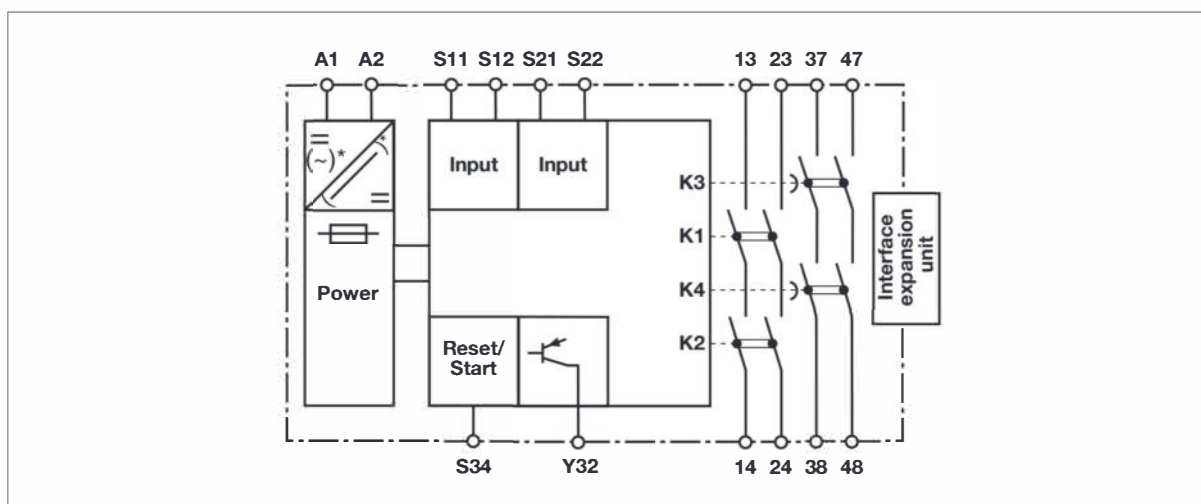 A1 A2 S11 S12 S21 S22 13 23 37 47
(~)* *
Input Input
K3
K1
K4
K2
Power
Reset/
Start
Interface
expansion
unit
S34 Y32 14 24 38 48